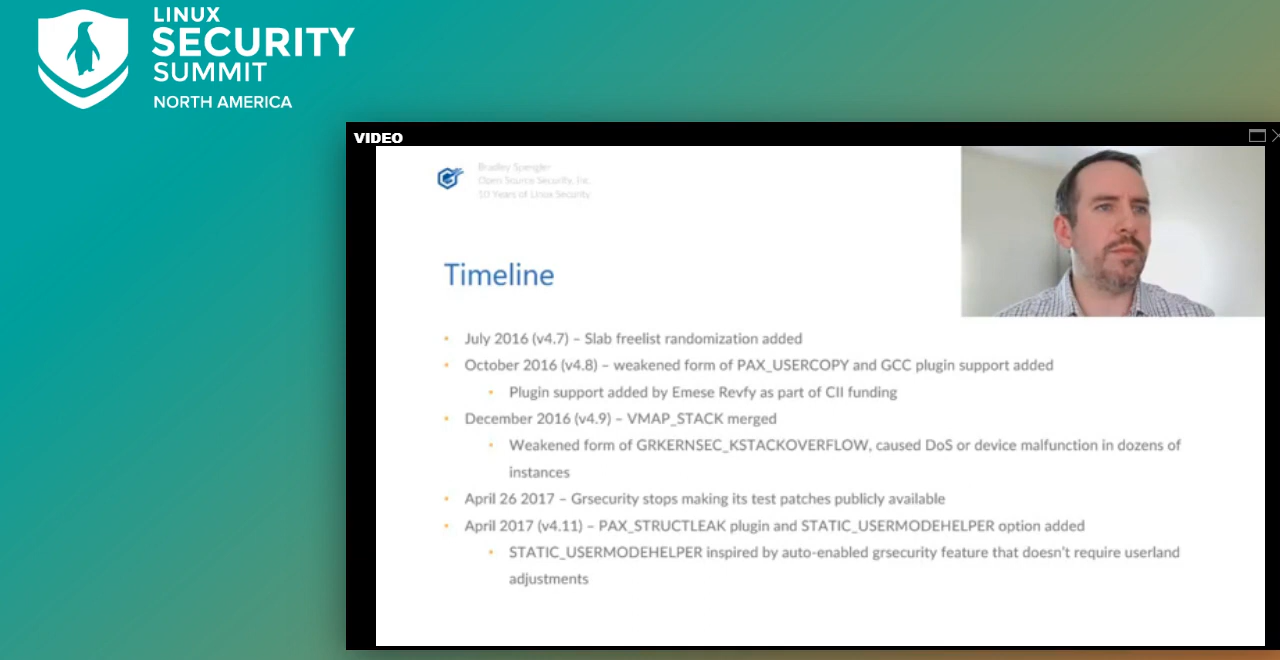 LINUX
SECURITY
SUMMIT
NORTH AMERICA
VIDEO
Bradley Spengler
Open Source Security, Inc.
10 Years of Linux Security
Timeline
• July 2016 (v4.7) – Slab freelist randomization added
• October 2016 (v4.8) – weakened form of PAX_USERCOPY and GCC plugin support added
• Plugin support added by Emese Revfy as part of CII funding
• December 2016 (v4.9) – VMAP_STACK merged
• Weakened form of GRKERNSEC_KSTACKOVERFLOW, caused DoS or device malfunction in dozens of
instances
• April 26 2017 – Grsecurity stops making its test patches publicly available
• April 2017 (v4.11) – PAX_STRUCTLEAK plugin and STATIC_USERMODEHELPER option added
• STATIC_USERMODEHELPER inspired by auto-enabled grsecurity feature that doesn't require userland
adjustments